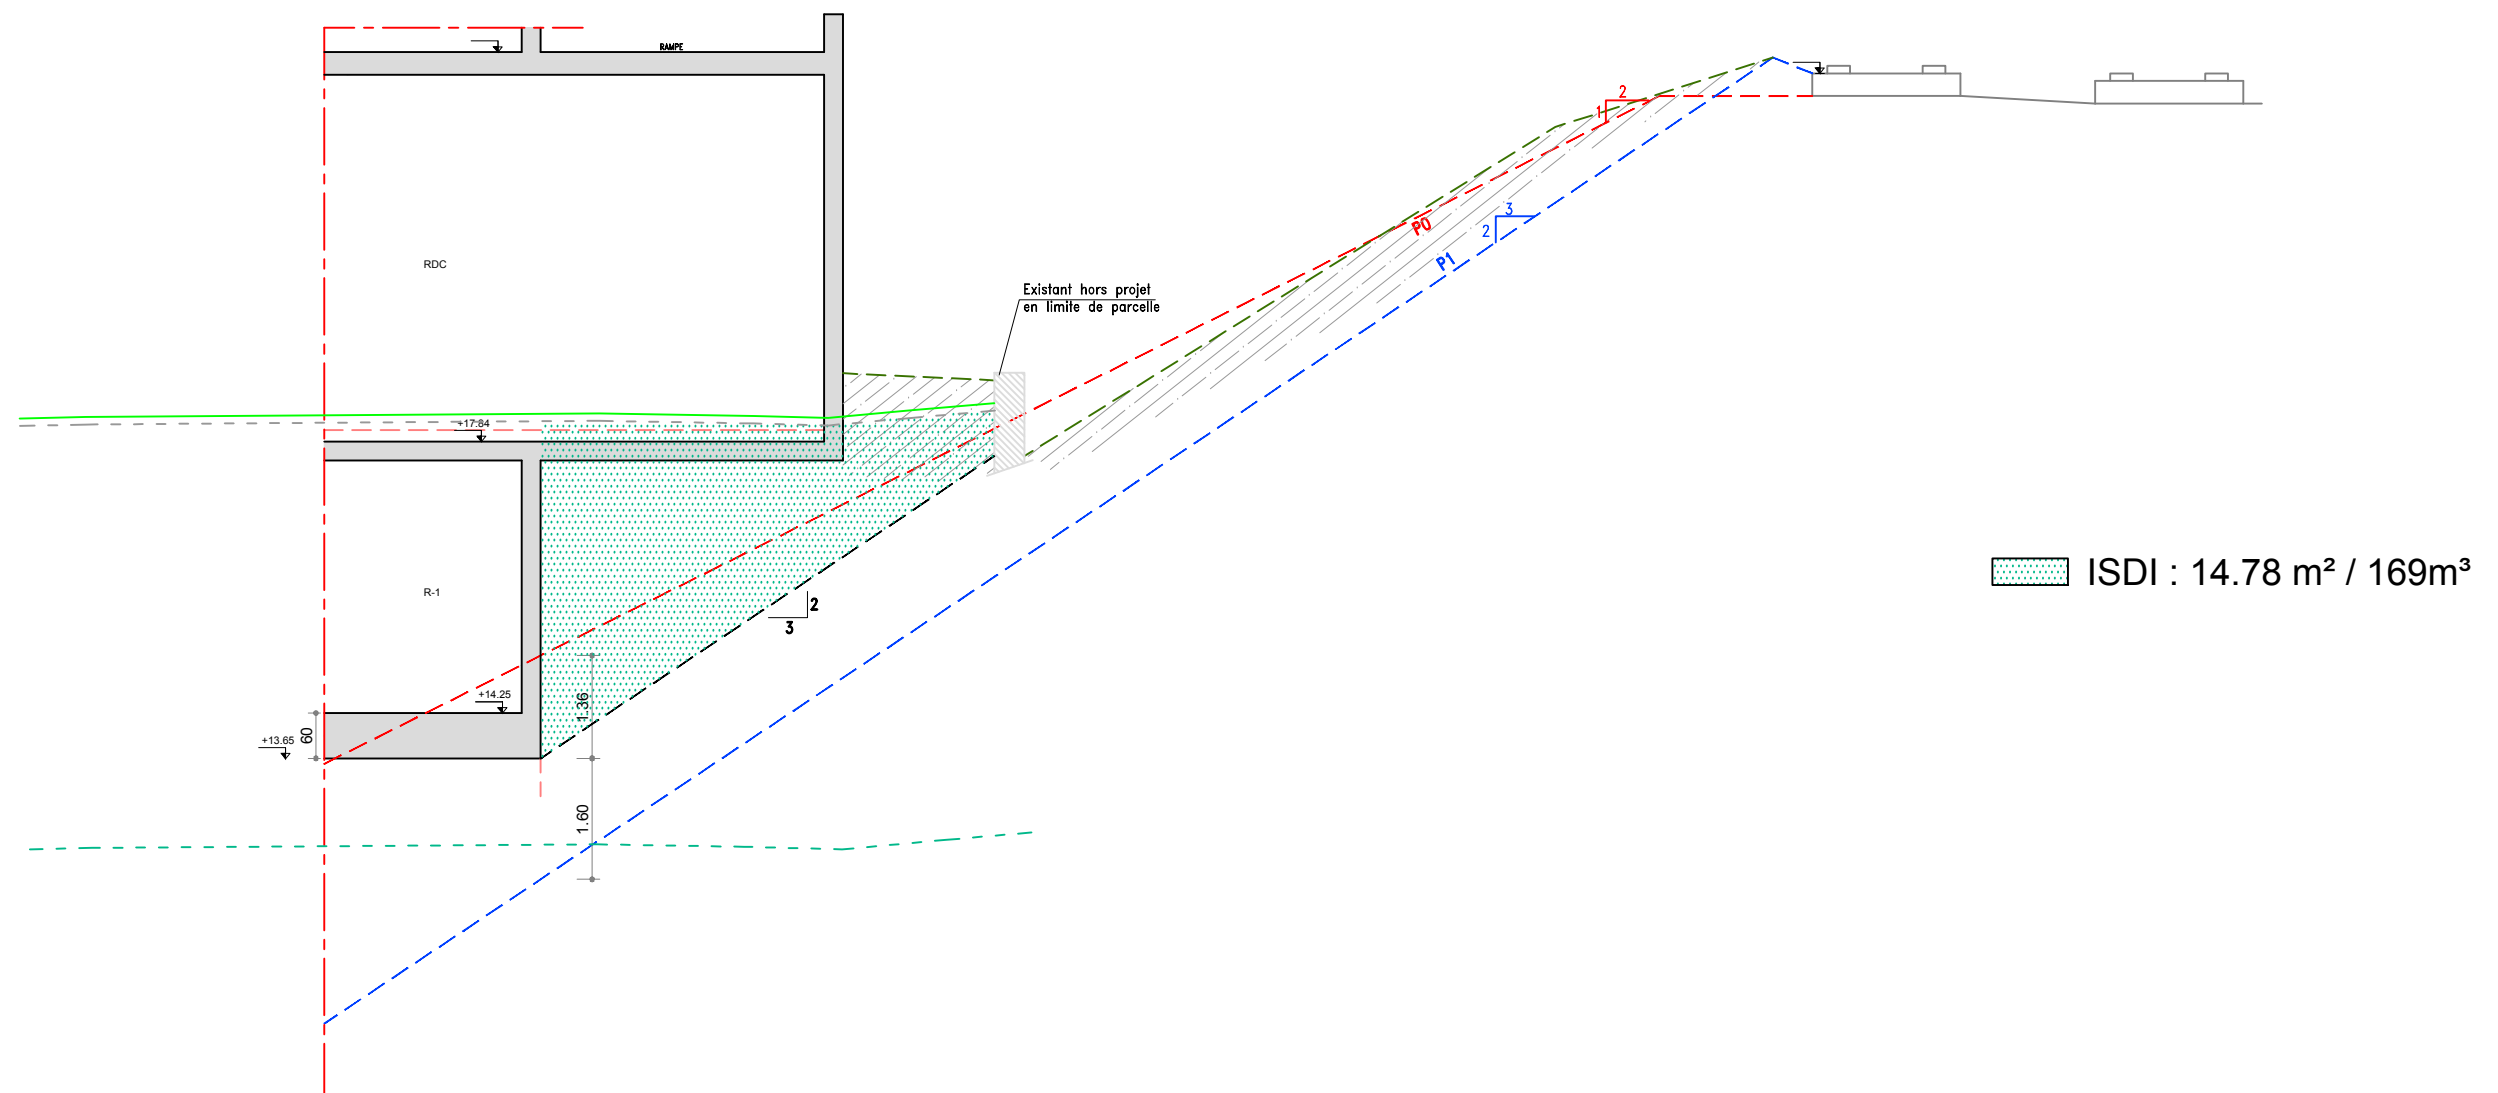 RAMPE
2
1
3
2
P0
P1
RDC
Existant hors projet
en limite de parcelle
+17.84
ISDI : 14.78 m² / 169m³
R-1
2
3
+14.25
1.36
60
+13.65
1.60